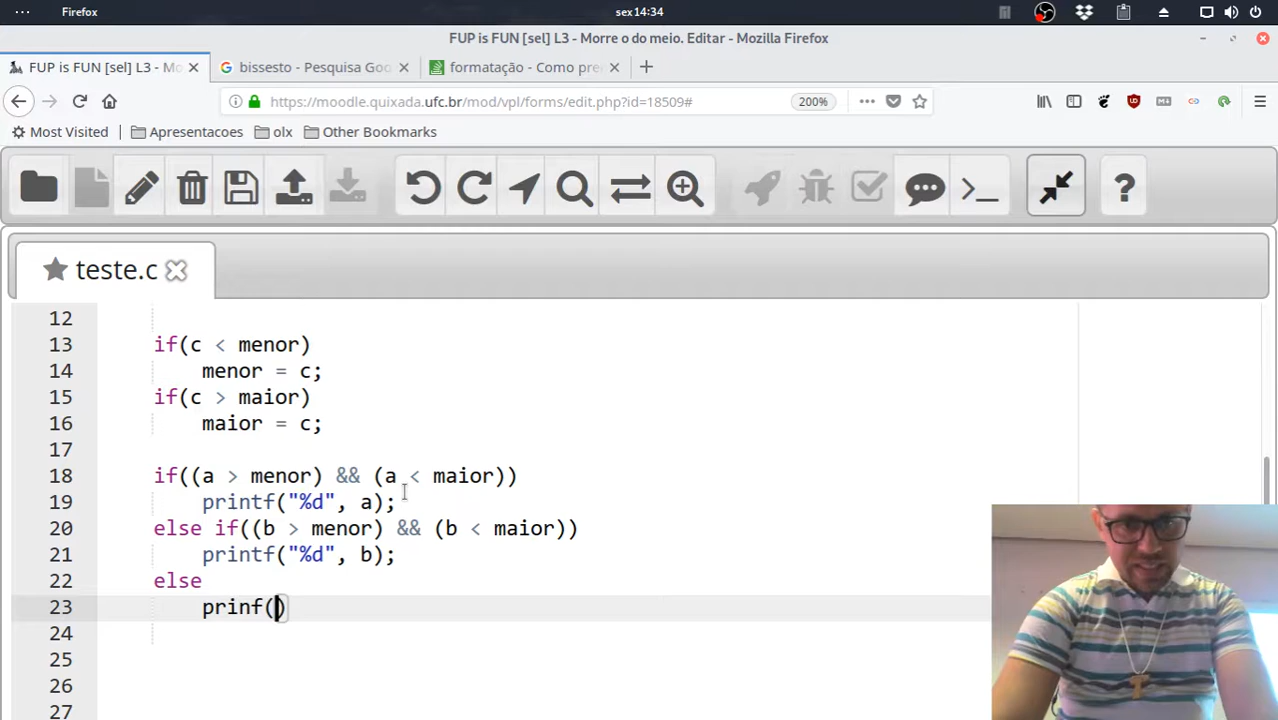 Firefox
sex14:34
FUP is FUN [sel] L3 - Morre o do meio. Editar - Mozilla Firefox
FUP is FUN [sel] L3 - Mo
bissesto - Pesquisa Goo
formatação - Como pre
https://moodle.quixada.ufc.br/mod/vpl/forms/edit.php?id=18509#
200%
Most Visited
Apresentacoes
olx
Other Bookmarks
teste.c
12
13 if(c < menor)
14 menor = c;
15 if(c > maior)
16 maior = c;
17
18 if((a > menor) && (a < maior))
19 printf("%d", a);
20 else if((b > menor) && (b < maior))
21 printf("%d", b);
22 else
23 prinf()
24
25
26
27